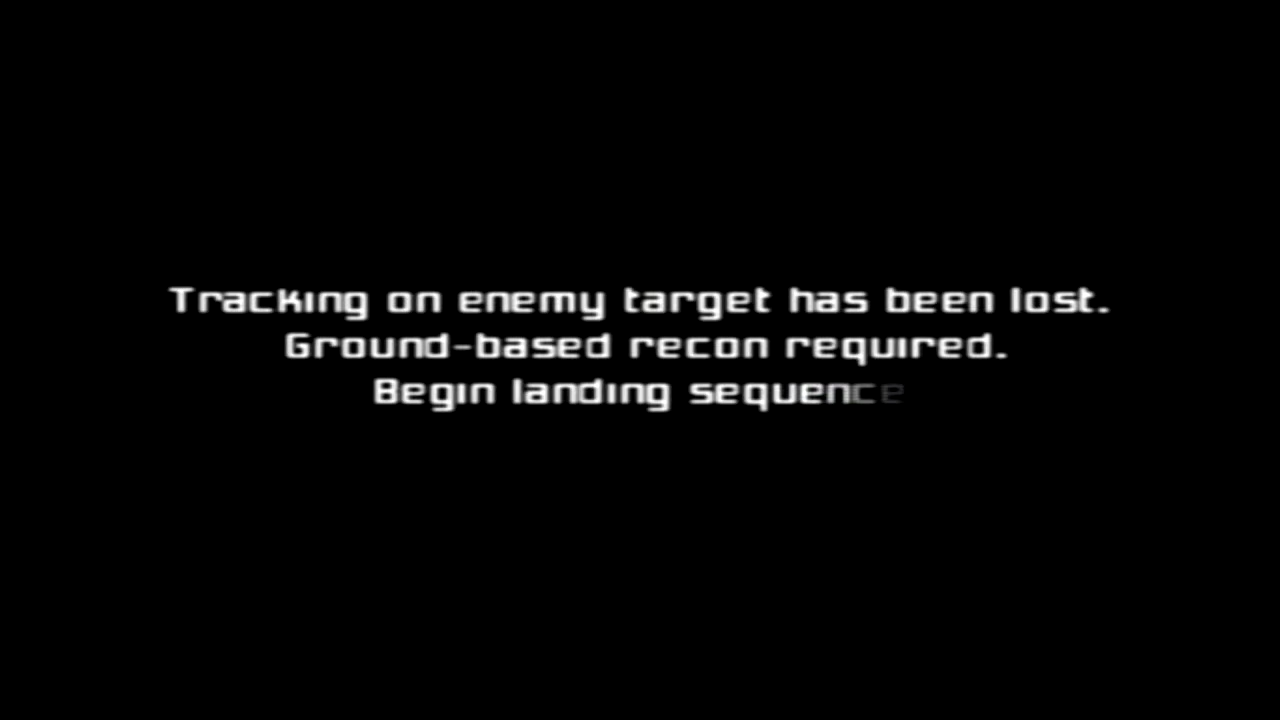 Tracking on enemy target has been lost.
Ground-based recon required.
Begin landing sequence